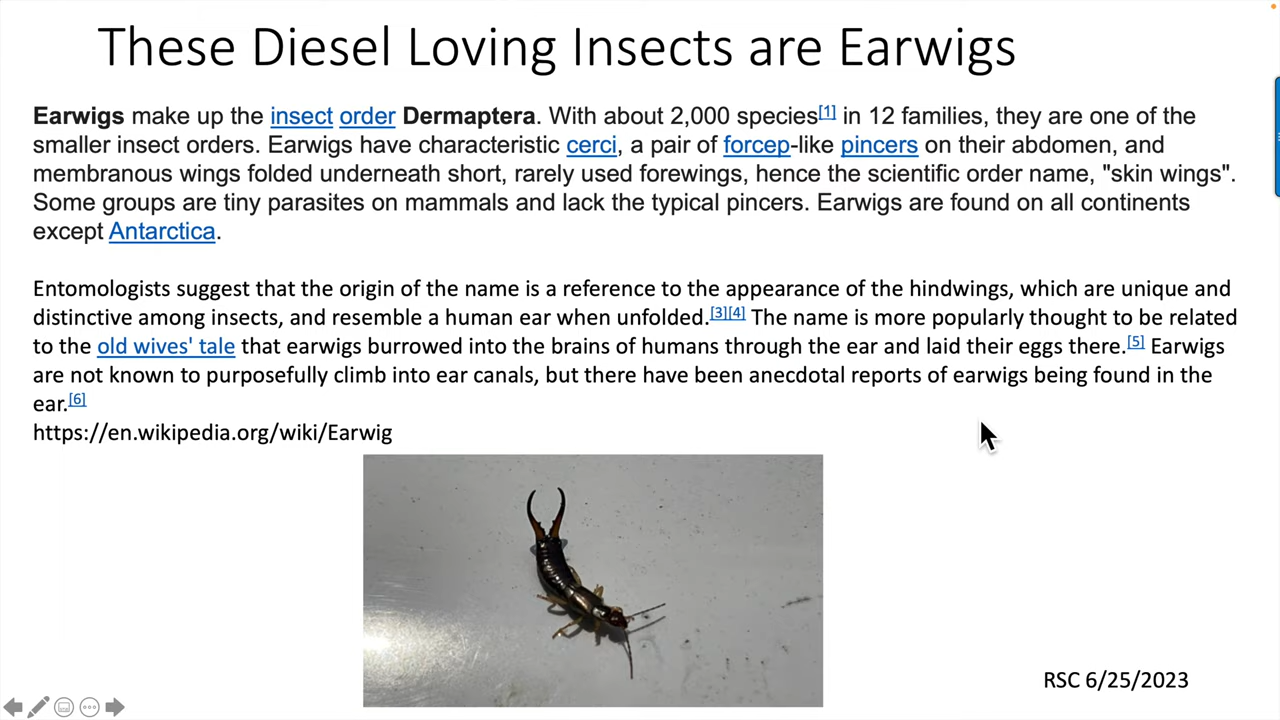 These Diesel Loving Insects are Earwigs
Earwigs make up the insect order Dermaptera. With about 2,000 species[1] in 12 families, they are one of the
smaller insect orders. Earwigs have characteristic cerci, a pair of forcep-like pincers on their abdomen, and
membranous wings folded underneath short, rarely used forewings, hence the scientific order name, "skin wings".
Some groups are tiny parasites on mammals and lack the typical pincers. Earwigs are found on all continents
except Antarctica.
Entomologists suggest that the origin of the name is a reference to the appearance of the hindwings, which are unique and
distinctive among insects, and resemble a human ear when unfolded.[3][4] The name is more popularly thought to be related
to the old wives' tale that earwigs burrowed into the brains of humans through the ear and laid their eggs there.[5] Earwigs
are not known to purposefully climb into ear canals, but there have been anecdotal reports of earwigs being found in the
ear.[6]
https://en.wikipedia.org/wiki/Earwig
RSC 6/25/2023